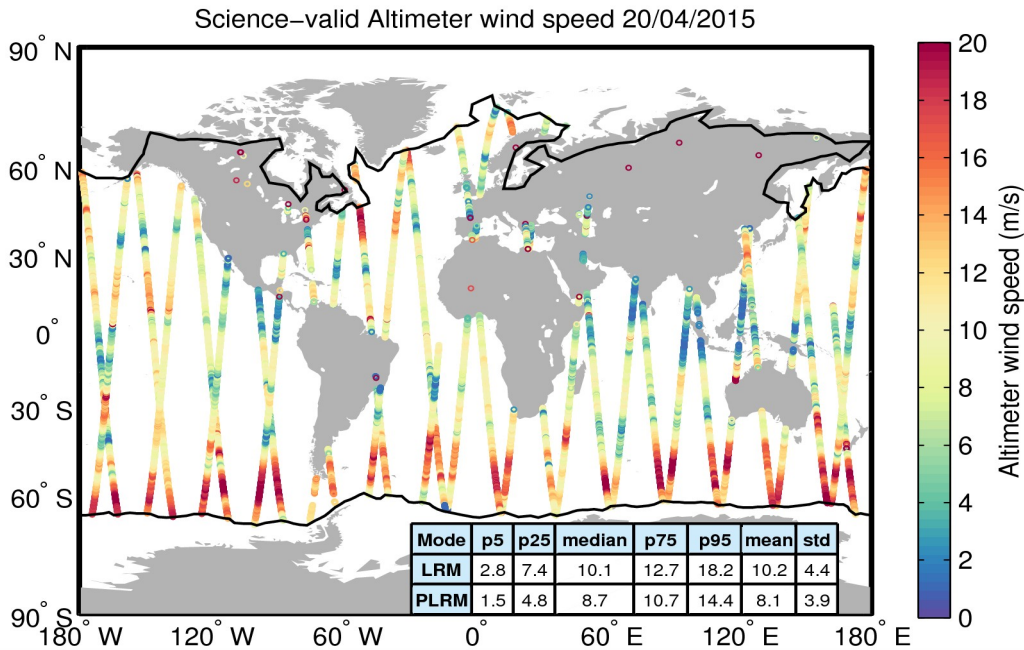 Science−valid Altimeter wind speed 20/04/2015
90° N
60° N
30° N
0°
30° S
60° S
90° S
180° W
120° W
60° W
0°
60° E
120° E
180° E
Mode p5 p25 median p75 p95 mean std
LRM 2.8 7.4 10.1 12.7 18.2 10.2 4.4
PLRM 1.5 4.8 8.7 10.7 14.4 8.1 3.9
20
18
16
14
12
10
8
6
4
2
0
Altimeter wind speed (m/s)